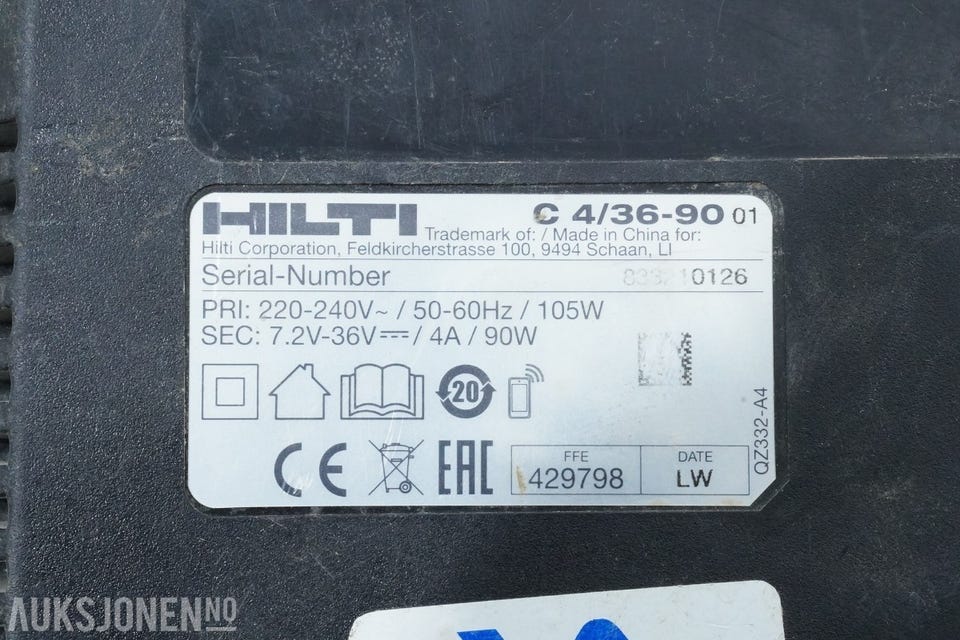 HILTI C 4/36-90 01
Trademark of: / Made in China for:
Hilti Corporation, Feldkircherstrasse 100, 9494 Schaan, LI
Serial-Number 833210126
PRI: 220-240V~ / 50-60Hz / 105W
SEC: 7.2V-36V⎓/ 4A / 90W
20
CE EAC
FFE DATE
429798 LW
QZ332-A4
AUKSJONEN.NO